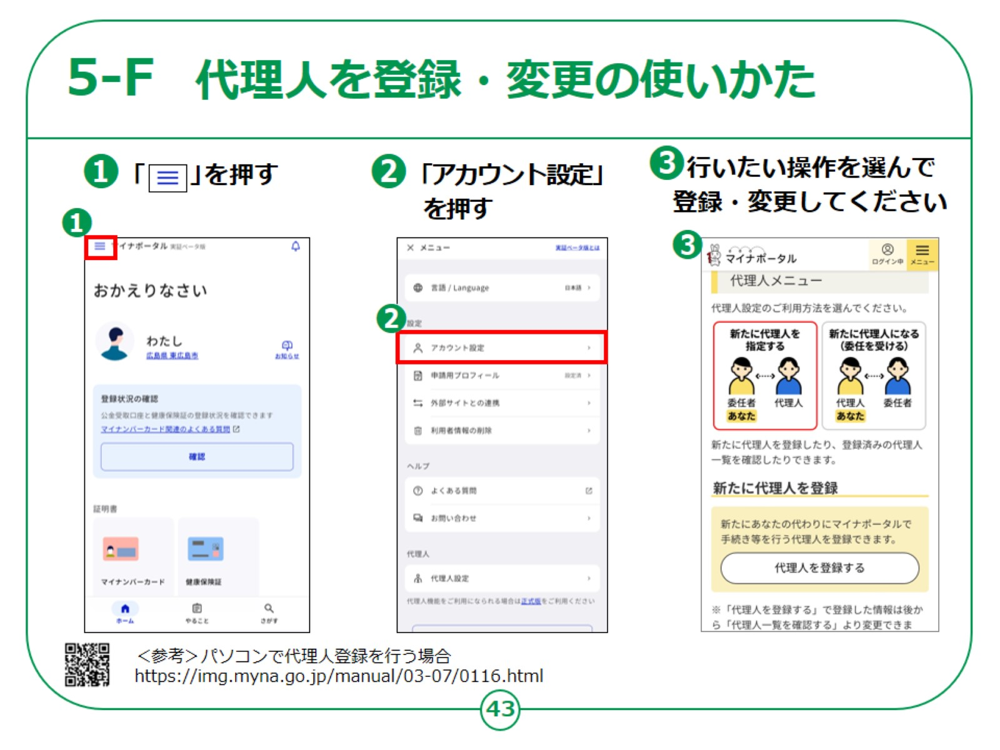 5-F 代理人を登録・変更の使いかた
❶「≡」を押す
❷「アカウント設定」
を押す
❸行いたい操作を選んで
登録・変更してください
❶
マイナポータル 実証ベータ版
おかえりなさい
わたし
広島県 東広島市
お知らせ
登録状況の確認
公金受取口座と健康保険証の登録状況を確認できます
マイナンバーカード関連のよくある質問
確認
証明書
マイナンバーカード 健康保険証
ホーム やること さがす
❷
× メニュー 実証ベータ版とは
言語 / Language 日本語 ›
設定
アカウント設定 ›
申請用プロフィール 設定済 ›
外部サイトとの連携 ›
利用者情報の削除 ›
ヘルプ
よくある質問
お問い合わせ ›
代理人
代理人設定 ›
代理人機能をご利用になられる場合は正式版をご利用ください
❸
マイナポータル ログイン中 メニュー
代理人メニュー
代理人設定のご利用方法を選んでください。
新たに代理人を
指定する
委任者 代理人
あなた
新たに代理人になる
(委任を受ける)
代理人 委任者
あなた
新たに代理人を登録したり、登録済みの代理人
一覧を確認したりできます。
新たに代理人を登録
新たにあなたの代わりにマイナポータルで
手続き等を行う代理人を登録できます。
代理人を登録する
※「代理人を登録する」で登録した情報は後か
ら「代理人一覧を確認する」より変更できま
＜参考＞パソコンで代理人登録を行う場合
https://img.myna.go.jp/manual/03-07/0116.html
43